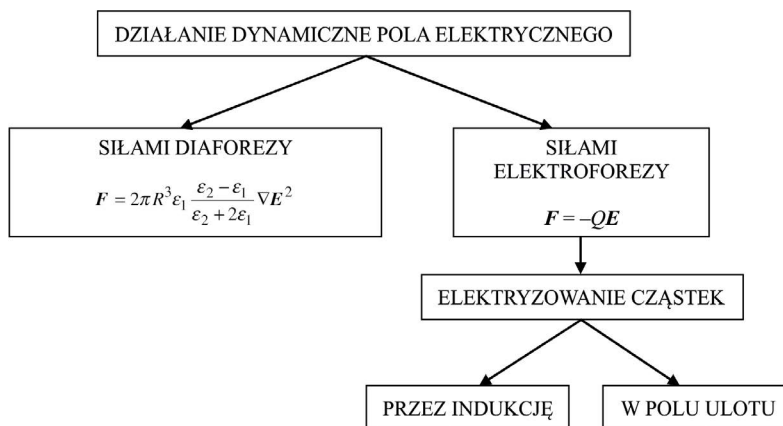 DZIAŁANIE DYNAMICZNE POLA ELEKTRYCZNEGO
SIŁAMI DIAFOREZY
F = 2πR³ε₁ (ε₂ − ε₁)/(ε₂ + 2ε₁) ∇E²
SIŁAMI
ELEKTROFOREZY
F = –QE
ELEKTRYZOWANIE CZĄSTEK
PRZEZ INDUKCJĘ
W POLU ULOTU